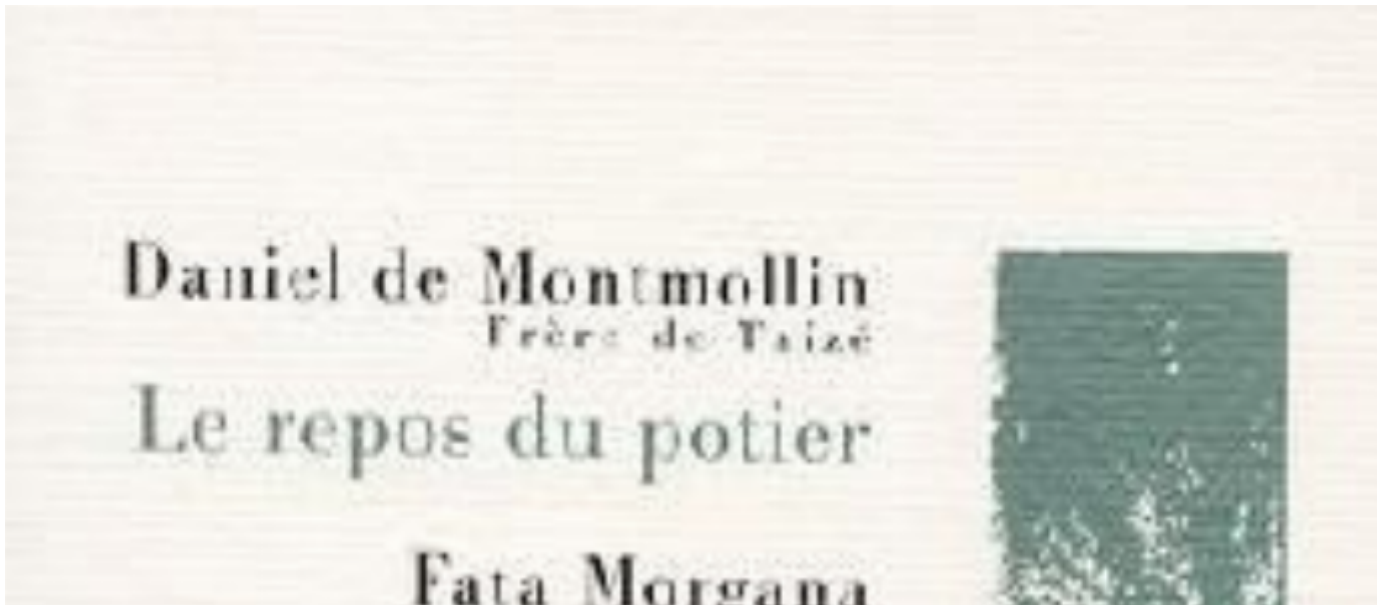 Daniel de Montmollin
Frère de Taizé
Le repos du potier
Fata Morgana